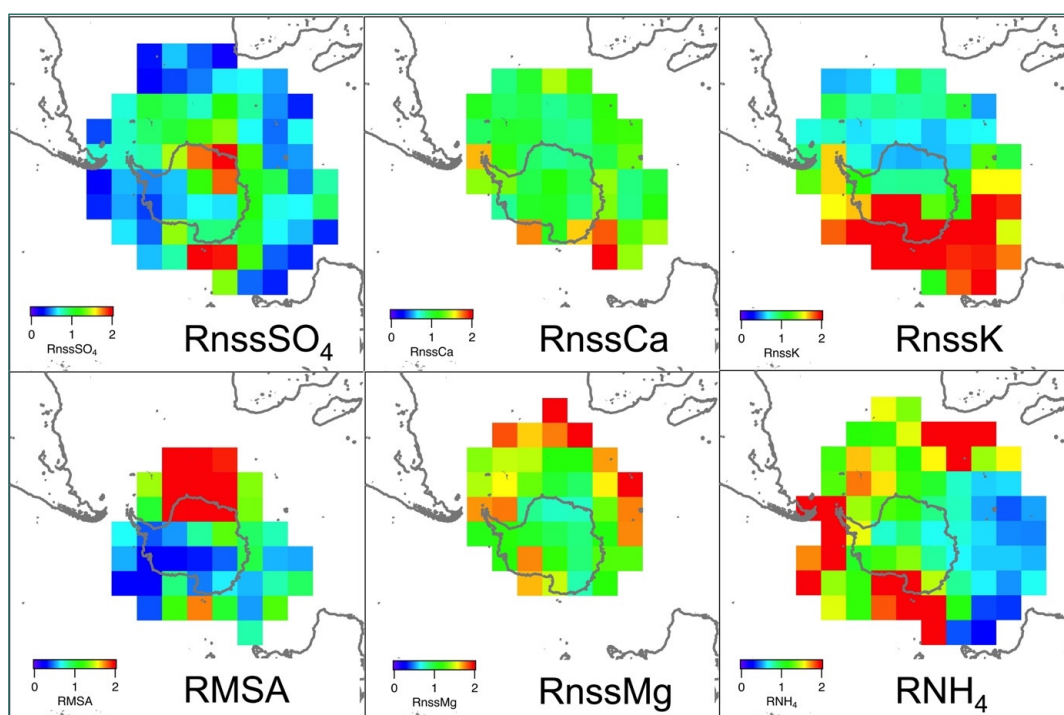 0 1 2
RnssSO₄
RnssSO₄
0 1 2
RnssCa
RnssCa
0 1 2
RnssK
RnssK
0 1 2
RMSA
RMSA
0 1 2
RnssMg
RnssMg
0 1 2
RNH₄
RNH₄